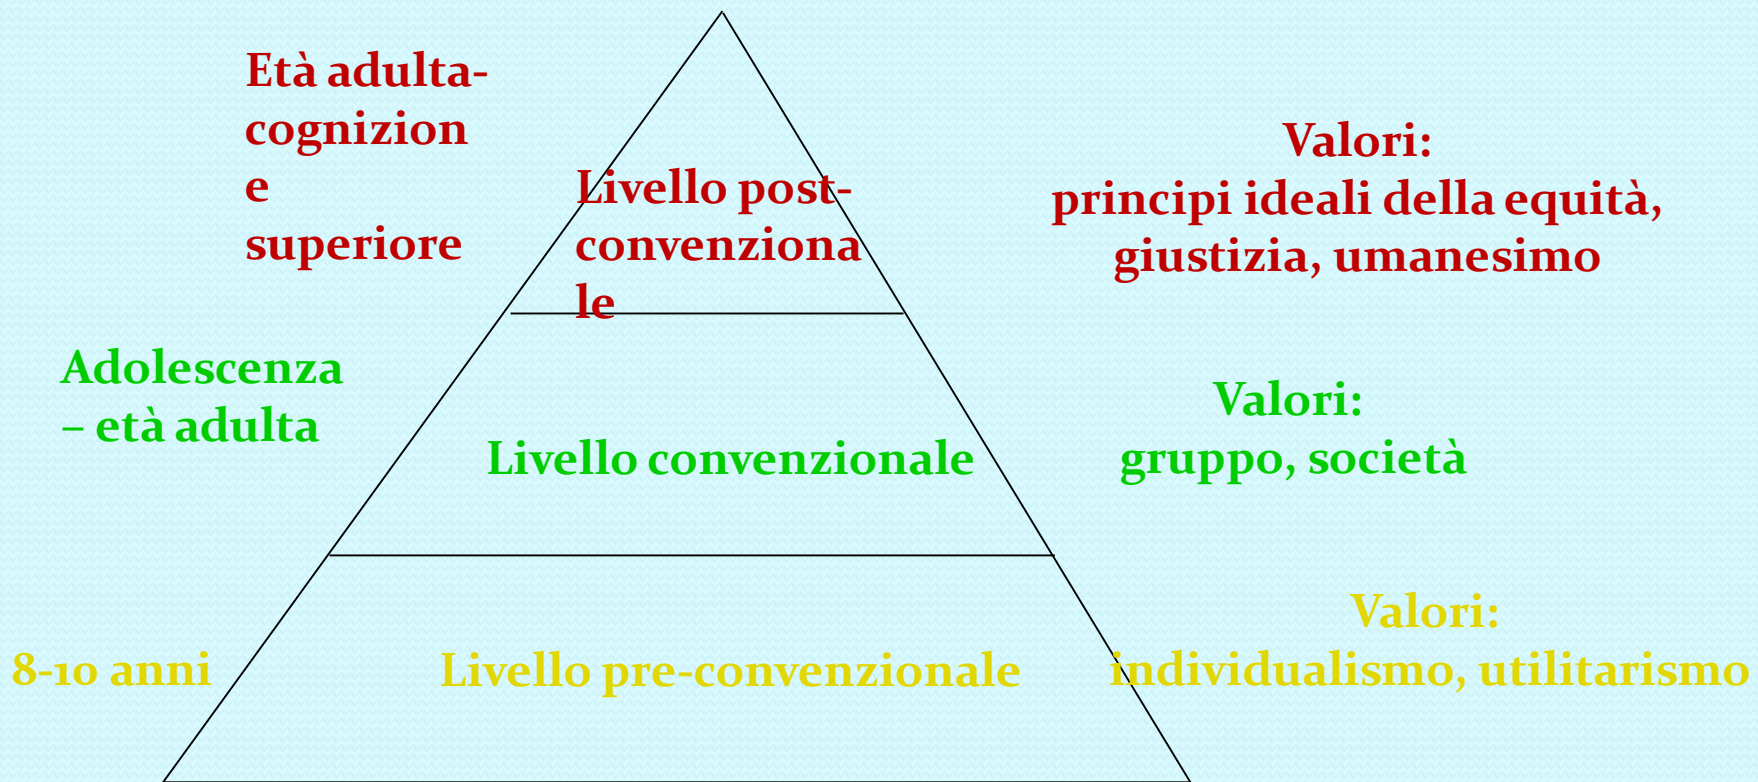 Età adulta-
cognizion
e
superiore
Livello post-
convenziona
le
Valori:
principi ideali della equità,
giustizia, umanesimo
Adolescenza
– età adulta
Livello convenzionale
Valori:
gruppo, società
8-10 anni
Livello pre-convenzionale
Valori:
individualismo, utilitarismo